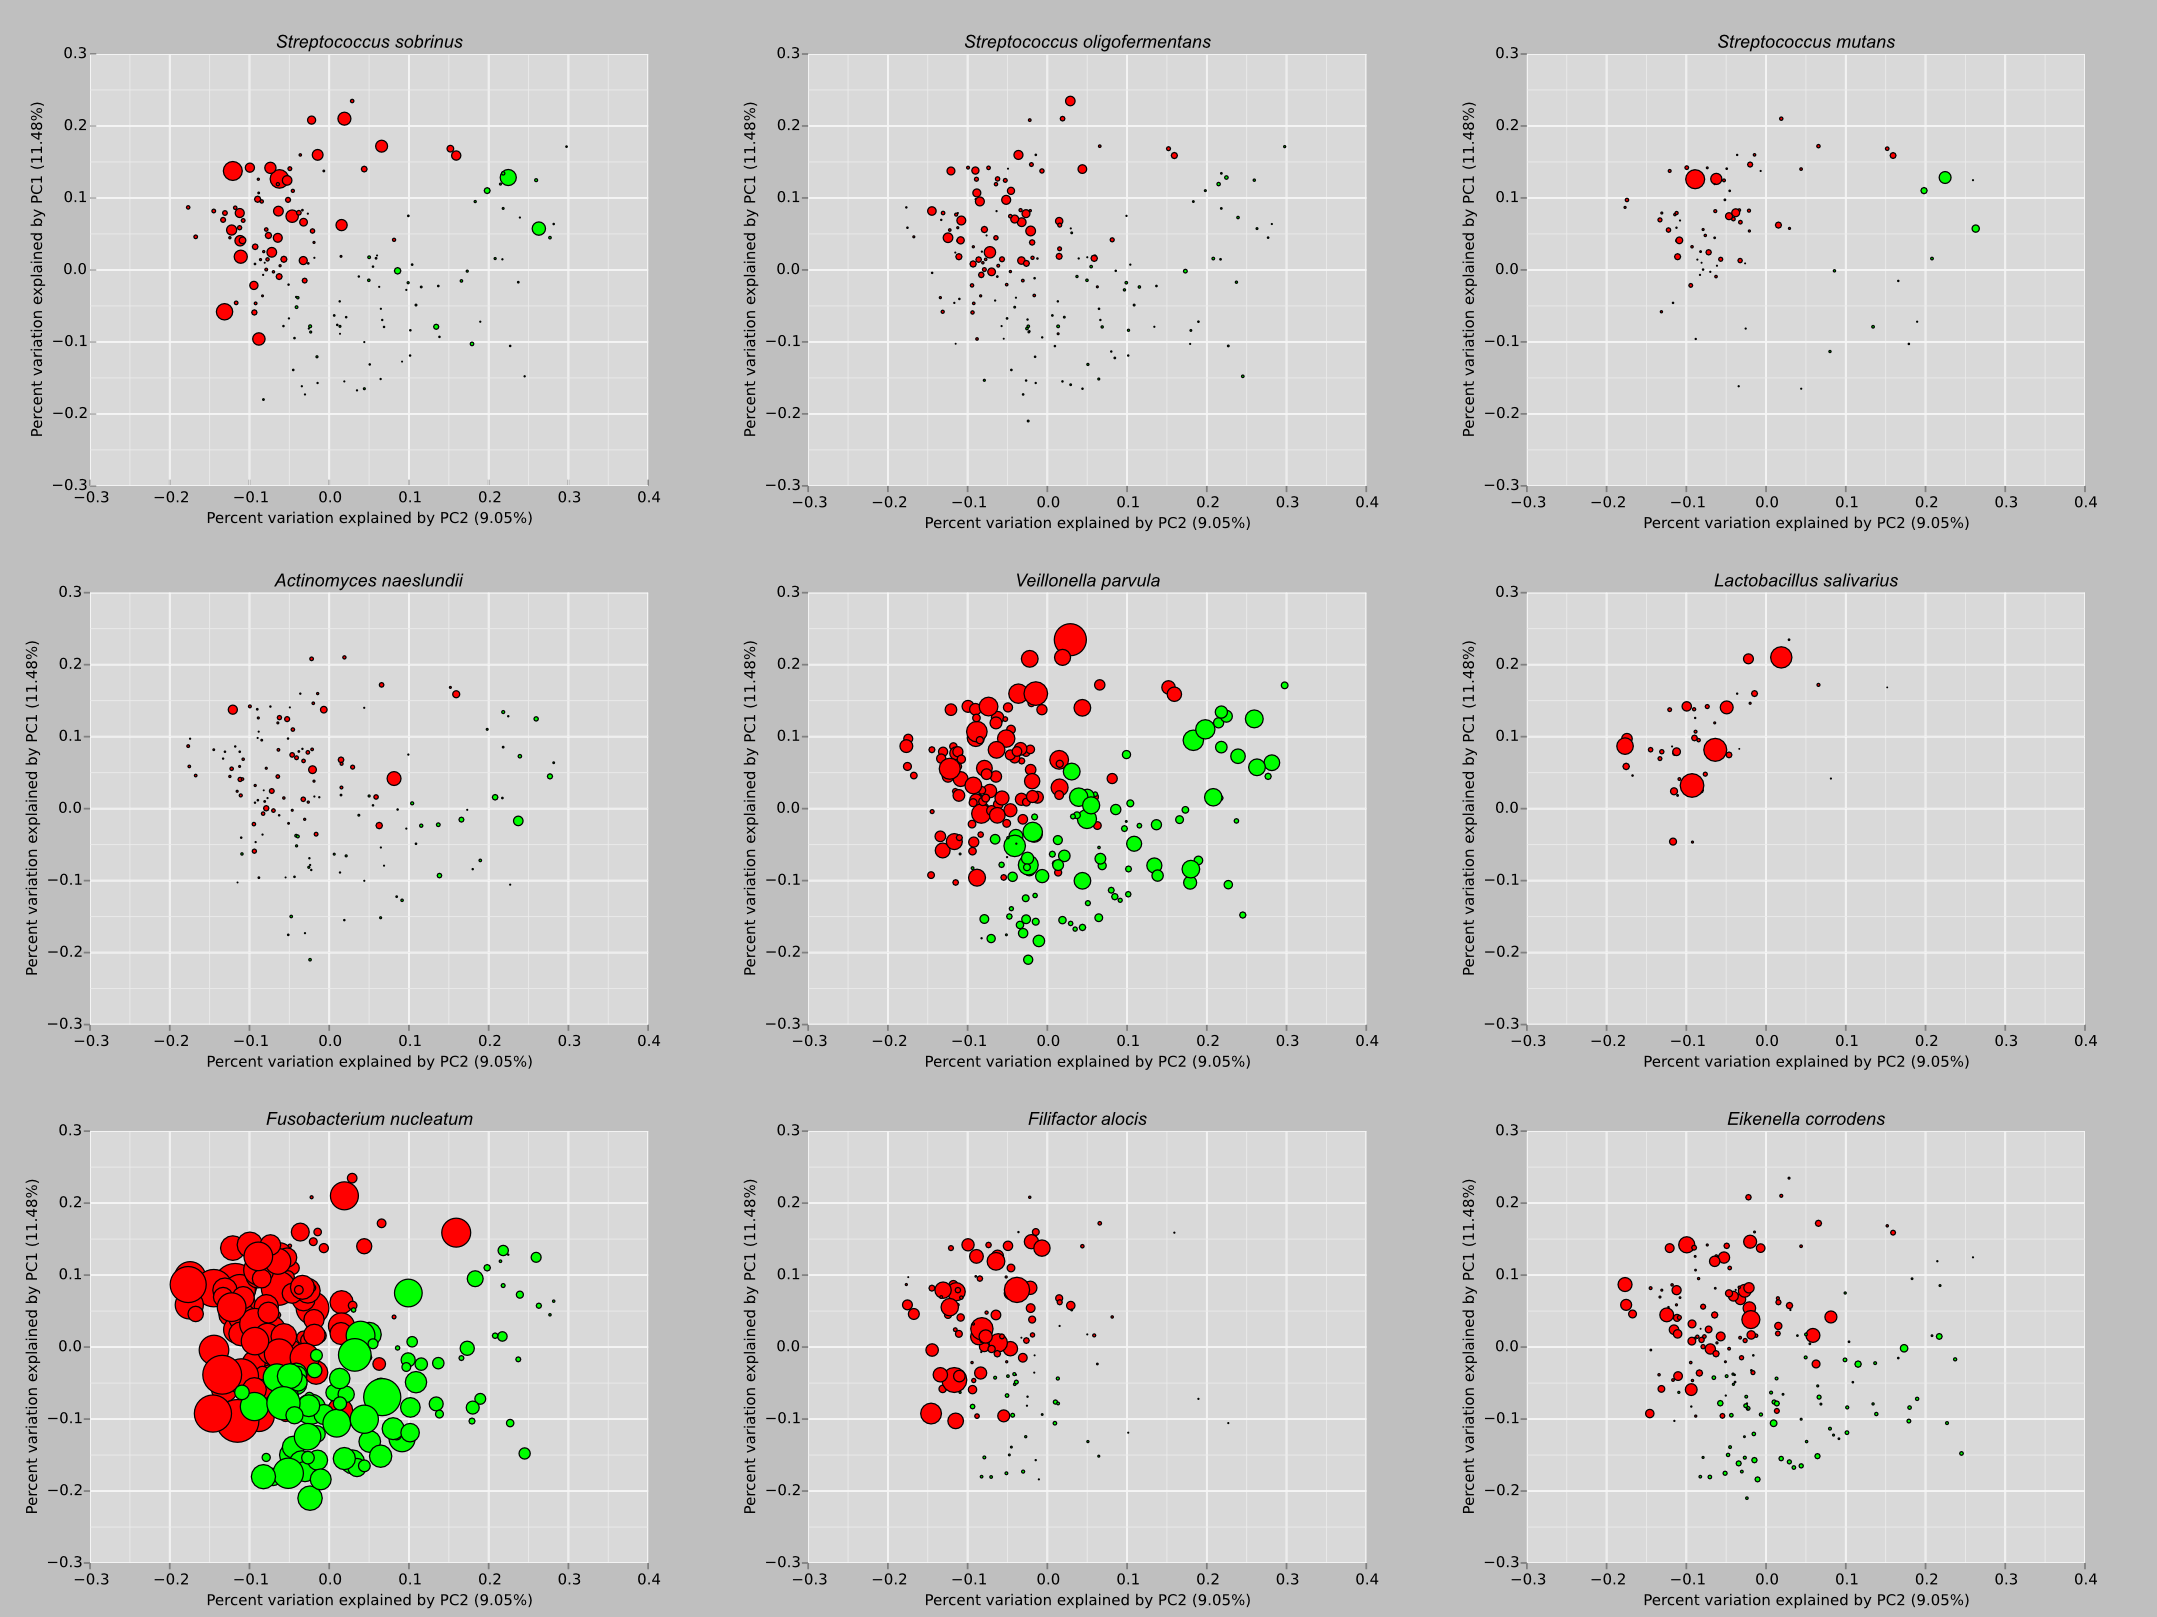 Streptococcus sobrinus
0.3
0.2
0.1
0.0
−0.1
−0.2
−0.3
−0.3 −0.2 −0.1 0.0 0.1 0.2 0.3 0.4
Percent variation explained by PC2 (9.05%)
Percent variation explained by PC1 (11.48%)
Streptococcus oligofermentans
0.3
0.2
0.1
0.0
−0.1
−0.2
−0.3
−0.3 −0.2 −0.1 0.0 0.1 0.2 0.3 0.4
Percent variation explained by PC2 (9.05%)
Percent variation explained by PC1 (11.48%)
Streptococcus mutans
0.3
0.2
0.1
0.0
−0.1
−0.2
−0.3
−0.3 −0.2 −0.1 0.0 0.1 0.2 0.3 0.4
Percent variation explained by PC2 (9.05%)
Percent variation explained by PC1 (11.48%)
Actinomyces naeslundii
0.3
0.2
0.1
0.0
−0.1
−0.2
−0.3
−0.3 −0.2 −0.1 0.0 0.1 0.2 0.3 0.4
Percent variation explained by PC2 (9.05%)
Percent variation explained by PC1 (11.48%)
Veillonella parvula
0.3
0.2
0.1
0.0
−0.1
−0.2
−0.3
−0.3 −0.2 −0.1 0.0 0.1 0.2 0.3 0.4
Percent variation explained by PC2 (9.05%)
Percent variation explained by PC1 (11.48%)
Lactobacillus salivarius
0.3
0.2
0.1
0.0
−0.1
−0.2
−0.3
−0.3 −0.2 −0.1 0.0 0.1 0.2 0.3 0.4
Percent variation explained by PC2 (9.05%)
Percent variation explained by PC1 (11.48%)
Fusobacterium nucleatum
0.3
0.2
0.1
0.0
−0.1
−0.2
−0.3
−0.3 −0.2 −0.1 0.0 0.1 0.2 0.3 0.4
Percent variation explained by PC2 (9.05%)
Percent variation explained by PC1 (11.48%)
Filifactor alocis
0.3
0.2
0.1
0.0
−0.1
−0.2
−0.3
−0.3 −0.2 −0.1 0.0 0.1 0.2 0.3 0.4
Percent variation explained by PC2 (9.05%)
Percent variation explained by PC1 (11.48%)
Eikenella corrodens
0.3
0.2
0.1
0.0
−0.1
−0.2
−0.3
−0.3 −0.2 −0.1 0.0 0.1 0.2 0.3 0.4
Percent variation explained by PC2 (9.05%)
Percent variation explained by PC1 (11.48%)